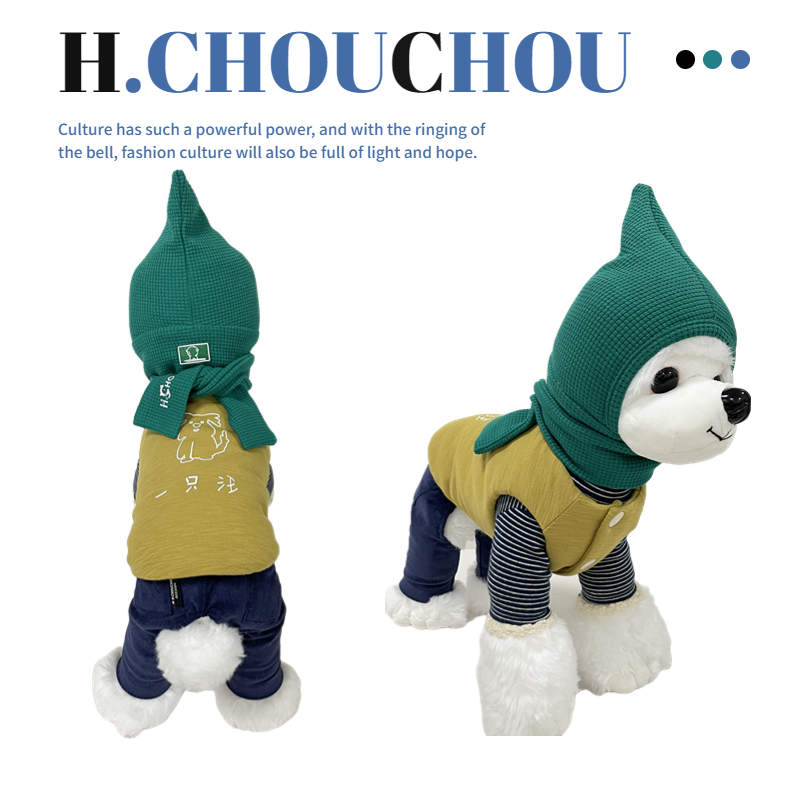 H.CHOUCHOU
Culture has such a powerful power, and with the ringing of
the bell, fashion culture will also be full of light and hope.
H.CHO
一只汪